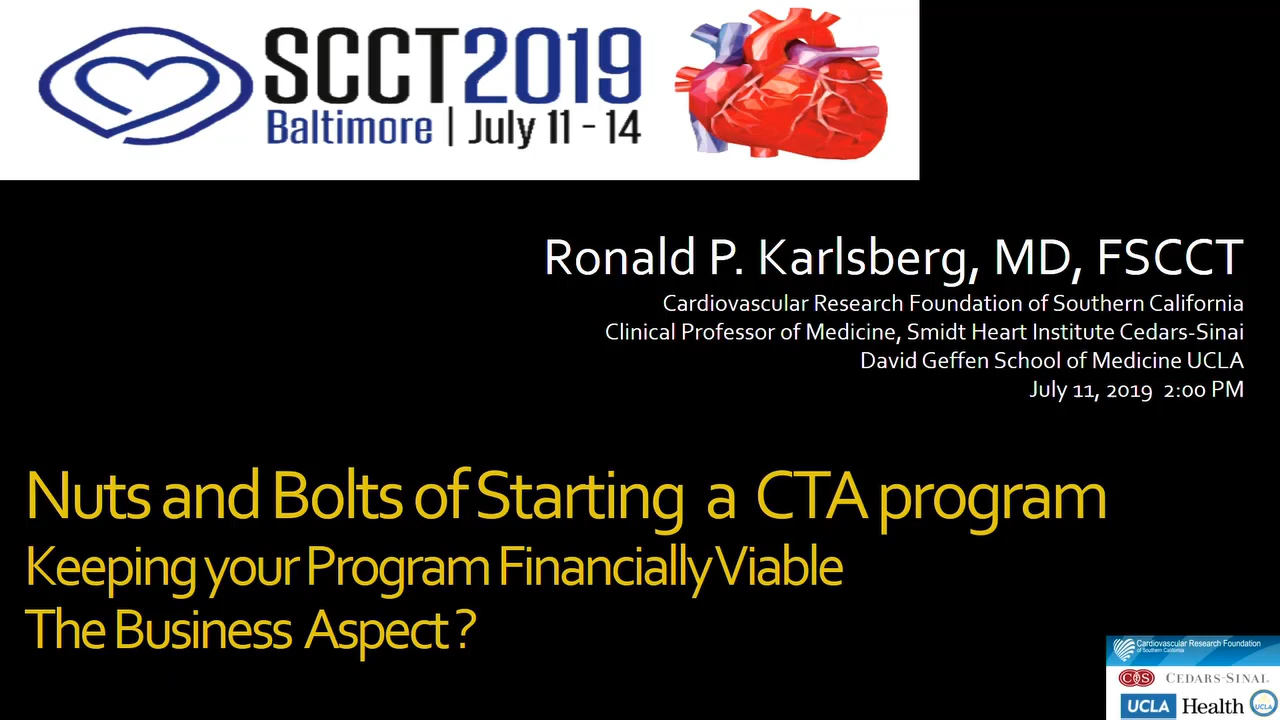 SCCT2019
Baltimore | July 11 - 14
Ronald P. Karlsberg, MD, FSCCT
Cardiovascular Research Foundation of Southern California
Clinical Professor of Medicine, Smidt Heart Institute Cedars-Sinai
David Geffen School of Medicine UCLA
July 11, 2019 2:00 PM
Nuts and Bolts of Starting a CTA program
Keeping your Program Financially Viable
The Business Aspect ?
Cardiovascular Research Foundation
of Southern California
CEDARS-SINAI
UCLA Health
UCLA